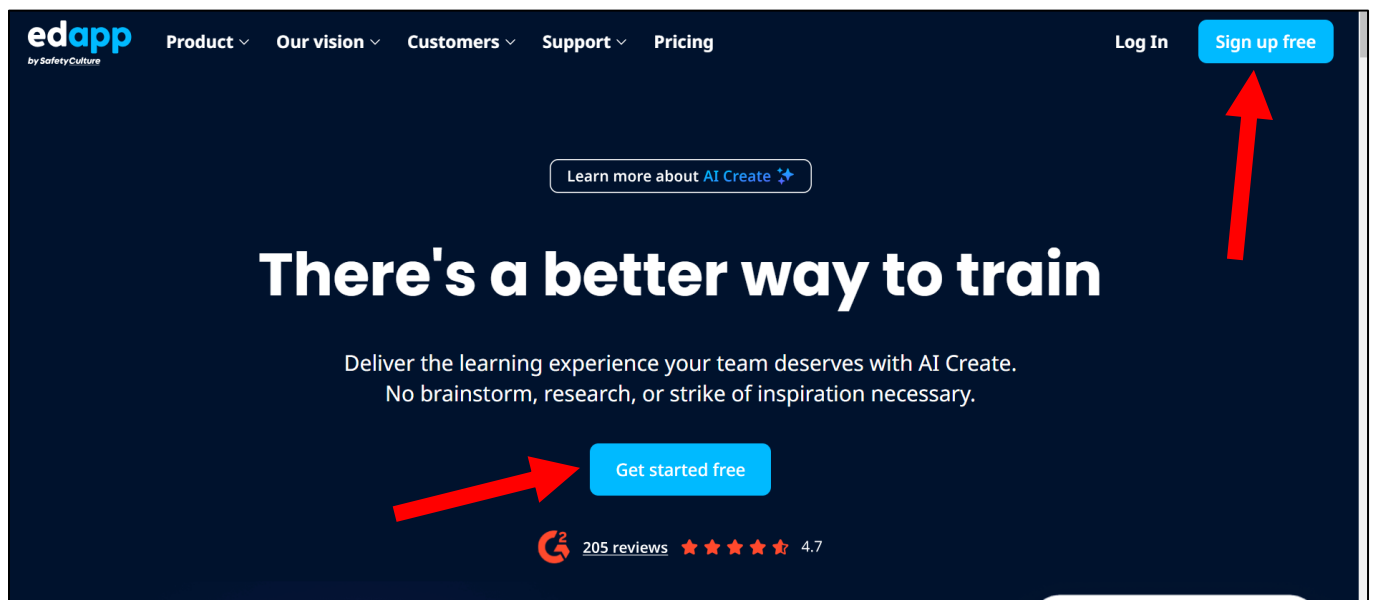 edapp
by SafetyCulture
Product Our vision Customers Support Pricing Log In Sign up free
Learn more about AI Create
There's a better way to train
Deliver the learning experience your team deserves with AI Create.
No brainstorm, research, or strike of inspiration necessary.
Get started free
G2 205 reviews 4.7